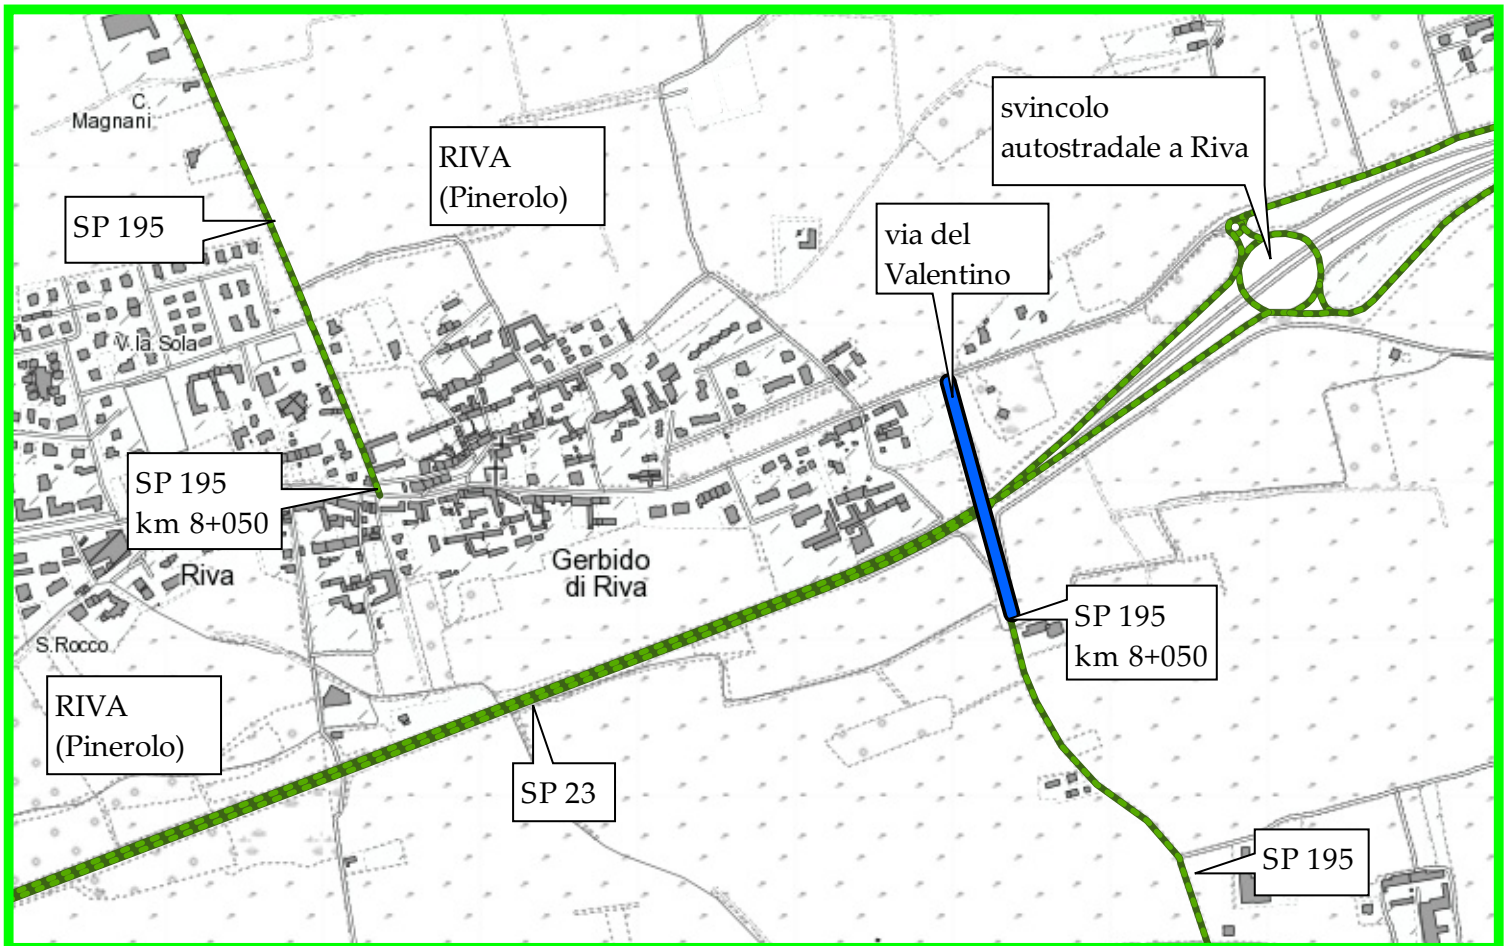 C.
Magnani
svincolo
autostradale a Riva
RIVA
(Pinerolo)
SP 195
via del
Valentino
V.la Sola
SP 195
km 8+050
Riva
Gerbido
di Riva
SP 195
km 8+050
S.Rocco
RIVA
(Pinerolo)
SP 23
SP 195